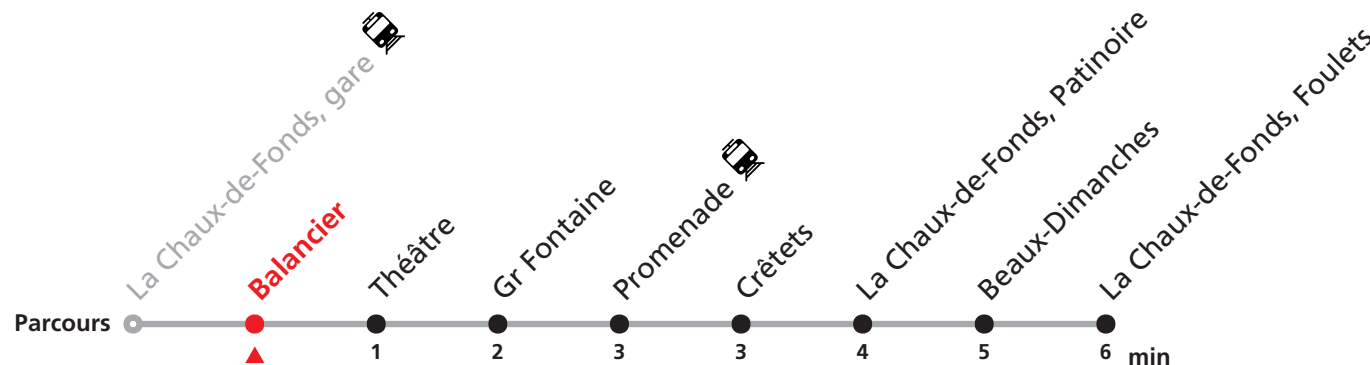 La Chaux-de-Fonds, gare
Balancier
Théâtre
Gr Fontaine
Promenade
Crêtets
La Chaux-de-Fonds, Patinoire
Beaux-Dimanches
La Chaux-de-Fonds, Foulets
Parcours
1 2 3 3 4 5 6 min